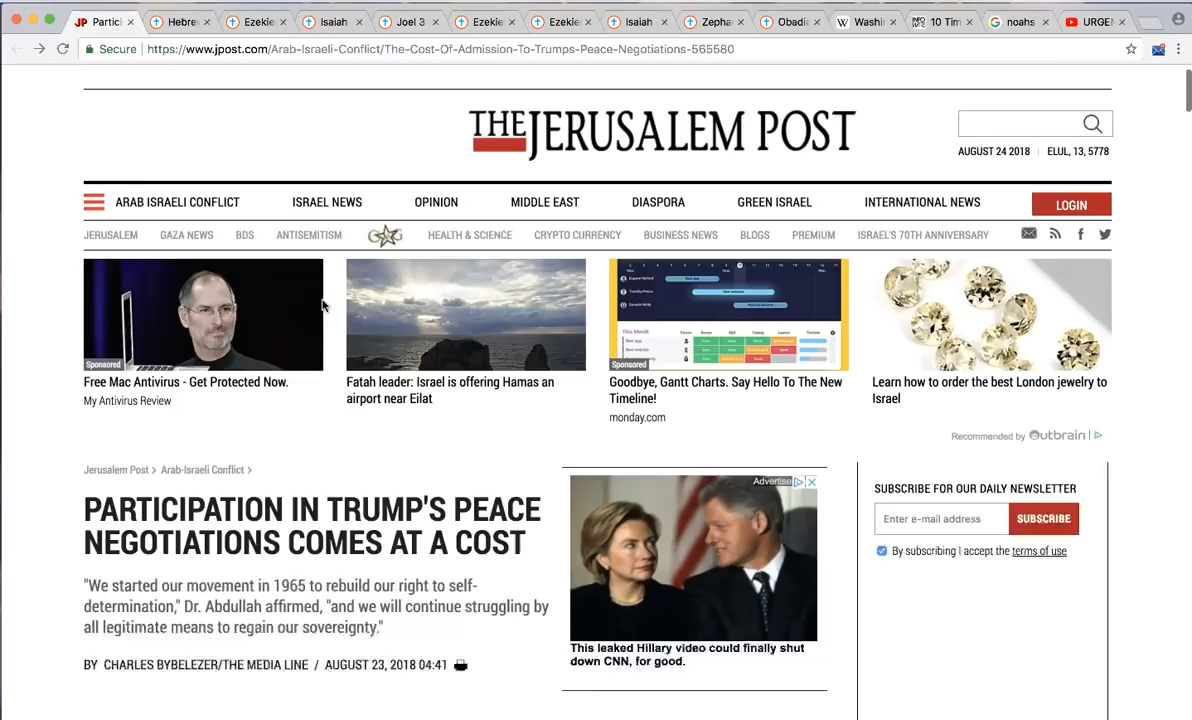 JP Partici
Hebrew
Ezekie
Isaiah
Joel 3
Ezekie
Ezekie
Isaiah
Zepha
Obadi
W Washi
INFO 10 Tim
G noahs
URGEN
Secure | https://www.jpost.com/Arab-Israeli-Conflict/The-Cost-Of-Admission-To-Trumps-Peace-Negotiations-565580
THE JERUSALEM POST
AUGUST 24 2018 | ELUL, 13, 5778
ARAB ISRAELI CONFLICT
ISRAEL NEWS
OPINION
MIDDLE EAST
DIASPORA
GREEN ISRAEL
INTERNATIONAL NEWS
LOGIN
JERUSALEM
GAZA NEWS
BDS
ANTISEMITISM
HEALTH & SCIENCE
CRYPTO CURRENCY
BUSINESS NEWS
BLOGS
PREMIUM
ISRAEL'S 70TH ANNIVERSARY
Sponsored
Free Mac Antivirus - Get Protected Now.
My Antivirus Review
Fatah leader: Israel is offering Hamas an
airport near Eilat
This Month
Sponsored
Goodbye, Gantt Charts. Say Hello To The New
Timeline!
monday.com
Learn how to order the best London jewelry to
Israel
Recommended by Outbrain |
Jerusalem Post > Arab-Israeli Conflict >
PARTICIPATION IN TRUMP'S PEACE
NEGOTIATIONS COMES AT A COST
"We started our movement in 1965 to rebuild our right to self-
determination," Dr. Abdullah affirmed, "and we will continue struggling by
all legitimate means to regain our sovereignty."
BY CHARLES BYBELEZER/THE MEDIA LINE / AUGUST 23, 2018 04:41
Advertise
This leaked Hillary video could finally shut
down CNN, for good.
SUBSCRIBE FOR OUR DAILY NEWSLETTER
Enter e-mail address
SUBSCRIBE
By subscribing I accept the terms of use